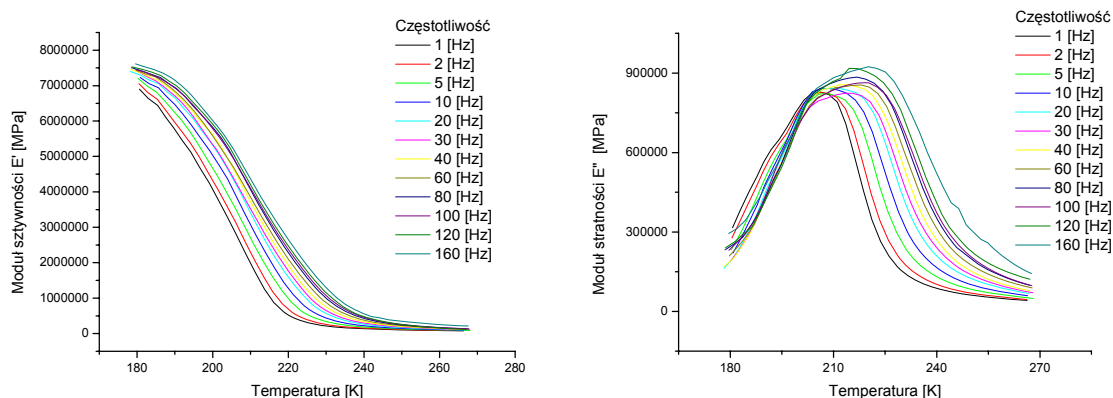 Częstotliwość
1 [Hz]
2 [Hz]
5 [Hz]
10 [Hz]
20 [Hz]
30 [Hz]
40 [Hz]
60 [Hz]
80 [Hz]
100 [Hz]
120 [Hz]
160 [Hz]
8000000
7000000
6000000
5000000
4000000
3000000
2000000
1000000
0
Moduł sztywności E' [MPa]
180 200 220 240 260 280
Temperatura [K]
Częstotliwość
1 [Hz]
2 [Hz]
5 [Hz]
10 [Hz]
20 [Hz]
30 [Hz]
40 [Hz]
60 [Hz]
80 [Hz]
100 [Hz]
120 [Hz]
160 [Hz]
900000
600000
300000
0
Moduł stratności E" [MPa]
180 210 240 270
Temperatura [K]